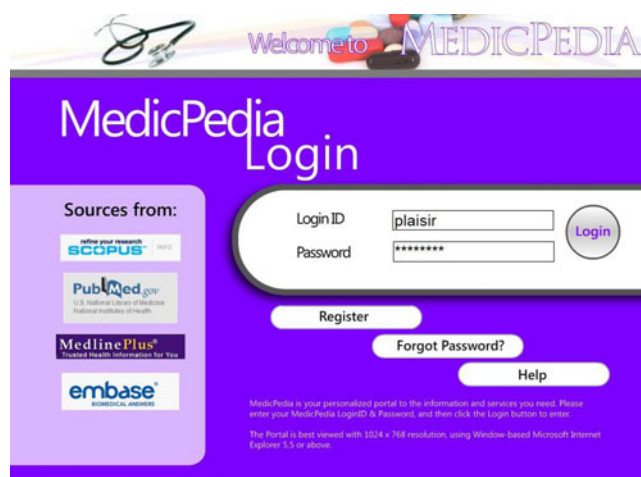 Welcome to MEDICPEDIA
MedicPedia
Login
Sources from:
refine your research
SCOPUS INFO
PubMed.gov
U.S. National Library of Medicine
National Institutes of Health
MedlinePlus®
Trusted Health Information for You
embase®
BIOMEDICAL ANSWERS
Login ID plaisir
Password ********
Login
Register
Forgot Password?
Help
MedicPedia is your personalized portal to the information and services you need. Please
enter your MedicPedia LoginID & Password, and then click the Login button to enter.
The Portal is best viewed with 1024 x 768 resolution, using Window-based Microsoft Internet
Explorer 5.5 or above.